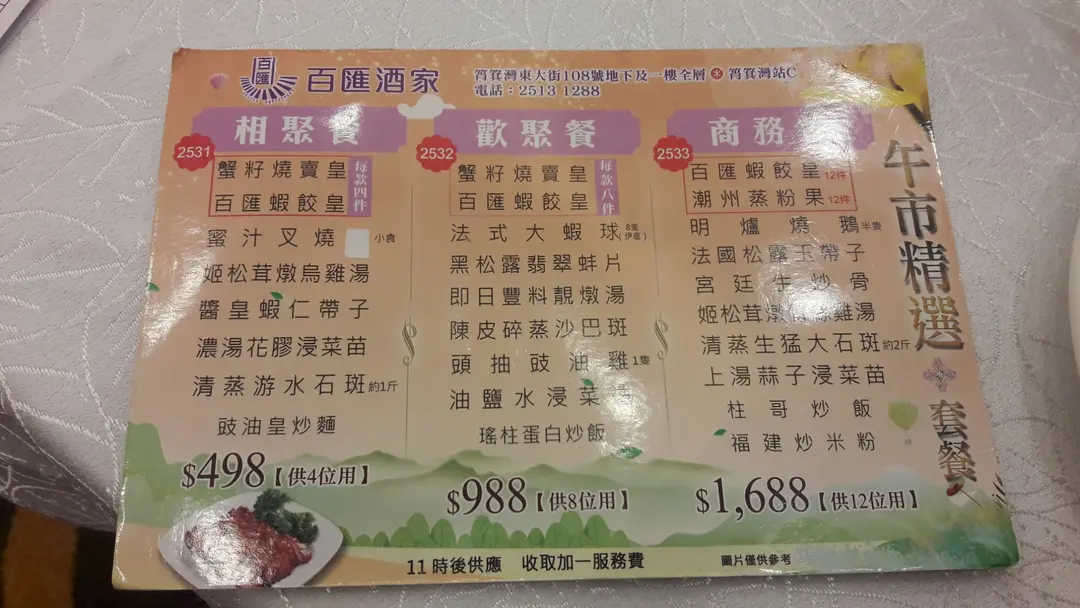 百匯
百匯酒家
筲箕灣東大街108號地下及一樓全層 筲箕灣站C
電話：2513 1288
午市精選
套餐
相聚餐
2531
蟹籽燒賣皇
百匯蝦餃皇
每款四件
蜜汁叉燒 小食
姬松茸燉烏雞湯
醬皇蝦仁帶子
濃湯花膠浸菜苗
清蒸游水石斑約1斤
豉油皇炒麵
$498【供4位用】
歡聚餐
2532
蟹籽燒賣皇
百匯蝦餃皇
每款八件
法式大蝦球(8隻伊底)
黑松露翡翠蚌片
即日豐料靚燉湯
陳皮碎蒸沙巴斑
頭抽豉油雞1隻
油鹽水浸菜
瑤柱蛋白炒飯
$988【供8位用】
商務
2533
百匯蝦餃皇12件
潮州蒸粉果12件
明爐燒鵝半隻
法國松露玉帶子
宮廷生炒骨
姬松茸燉雞湯
清蒸生猛大石斑約2斤
上湯蒜子浸菜苗
柱哥炒飯
福建炒米粉
$1,688【供12位用】
11時後供應 收取加一服務費
圖片僅供參考